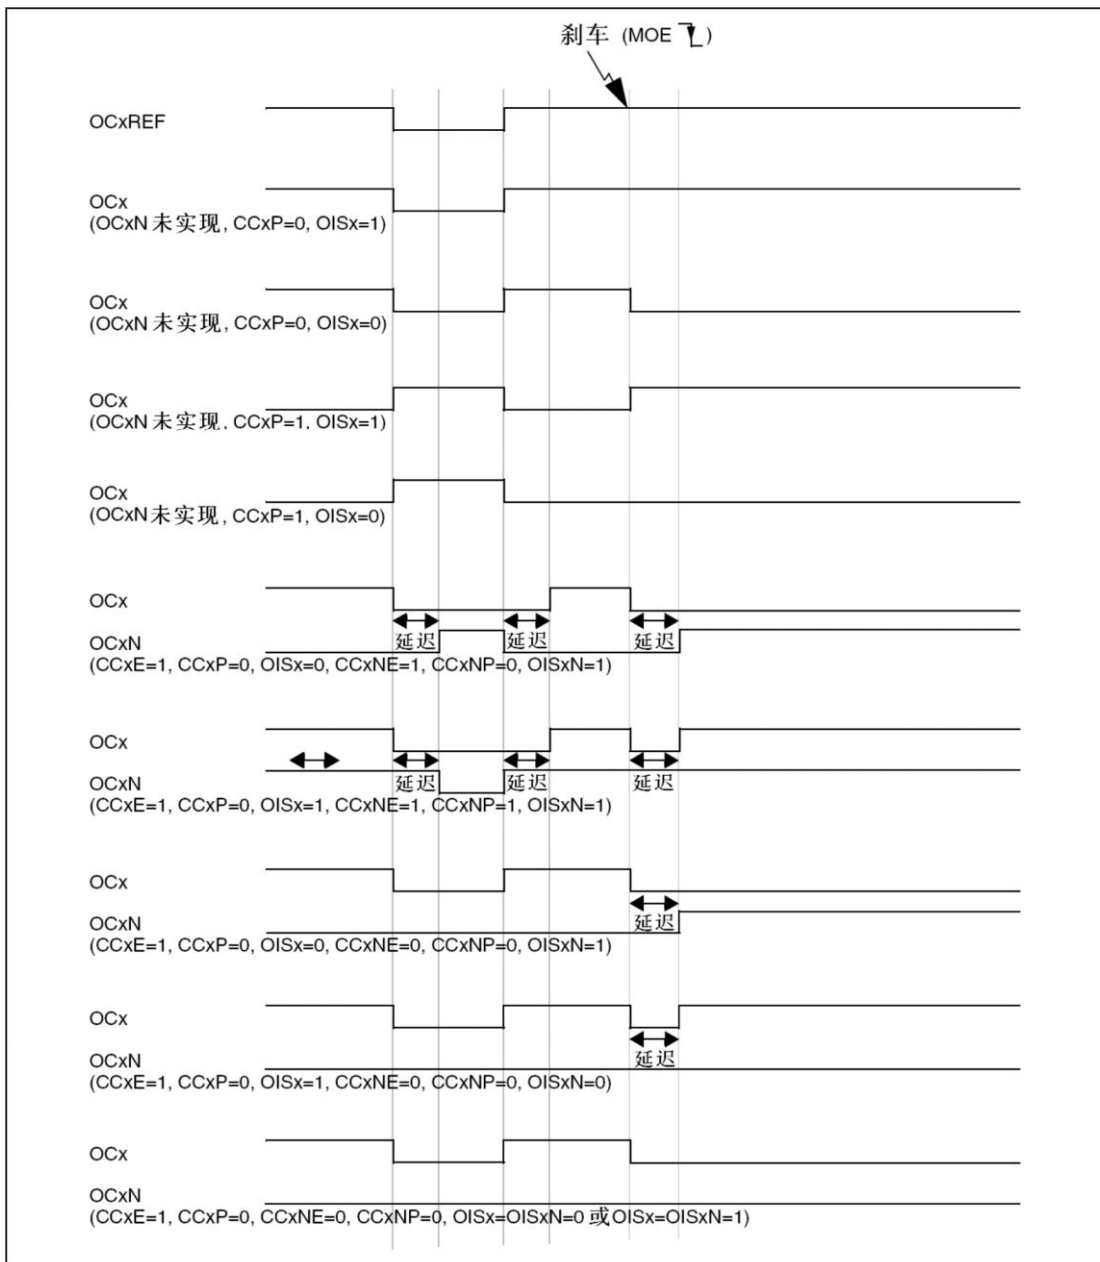 刹车 (MOE)
OCxREF
OCx
(OCxN 未实现, CCxP=0, OISx=1)
OCx
(OCxN 未实现, CCxP=0, OISx=0)
OCx
(OCxN 未实现, CCxP=1, OISx=1)
OCx
(OCxN 未实现, CCxP=1, OISx=0)
OCx
延迟 延迟 延迟
OCxN
(CCxE=1, CCxP=0, OISx=0, CCxNE=1, CCxNP=0, OISxN=1)
OCx
延迟 延迟 延迟
OCxN
(CCxE=1, CCxP=0, OISx=1, CCxNE=1, CCxNP=1, OISxN=1)
OCx
延迟
OCxN
(CCxE=1, CCxP=0, OISx=0, CCxNE=0, CCxNP=0, OISxN=1)
OCx
延迟
OCxN
(CCxE=1, CCxP=0, OISx=1, CCxNE=0, CCxNP=0, OISxN=0)
OCx
OCxN
(CCxE=1, CCxP=0, CCxNE=0, CCxNP=0, OISx=OISxN=0 或OISx=OISxN=1)